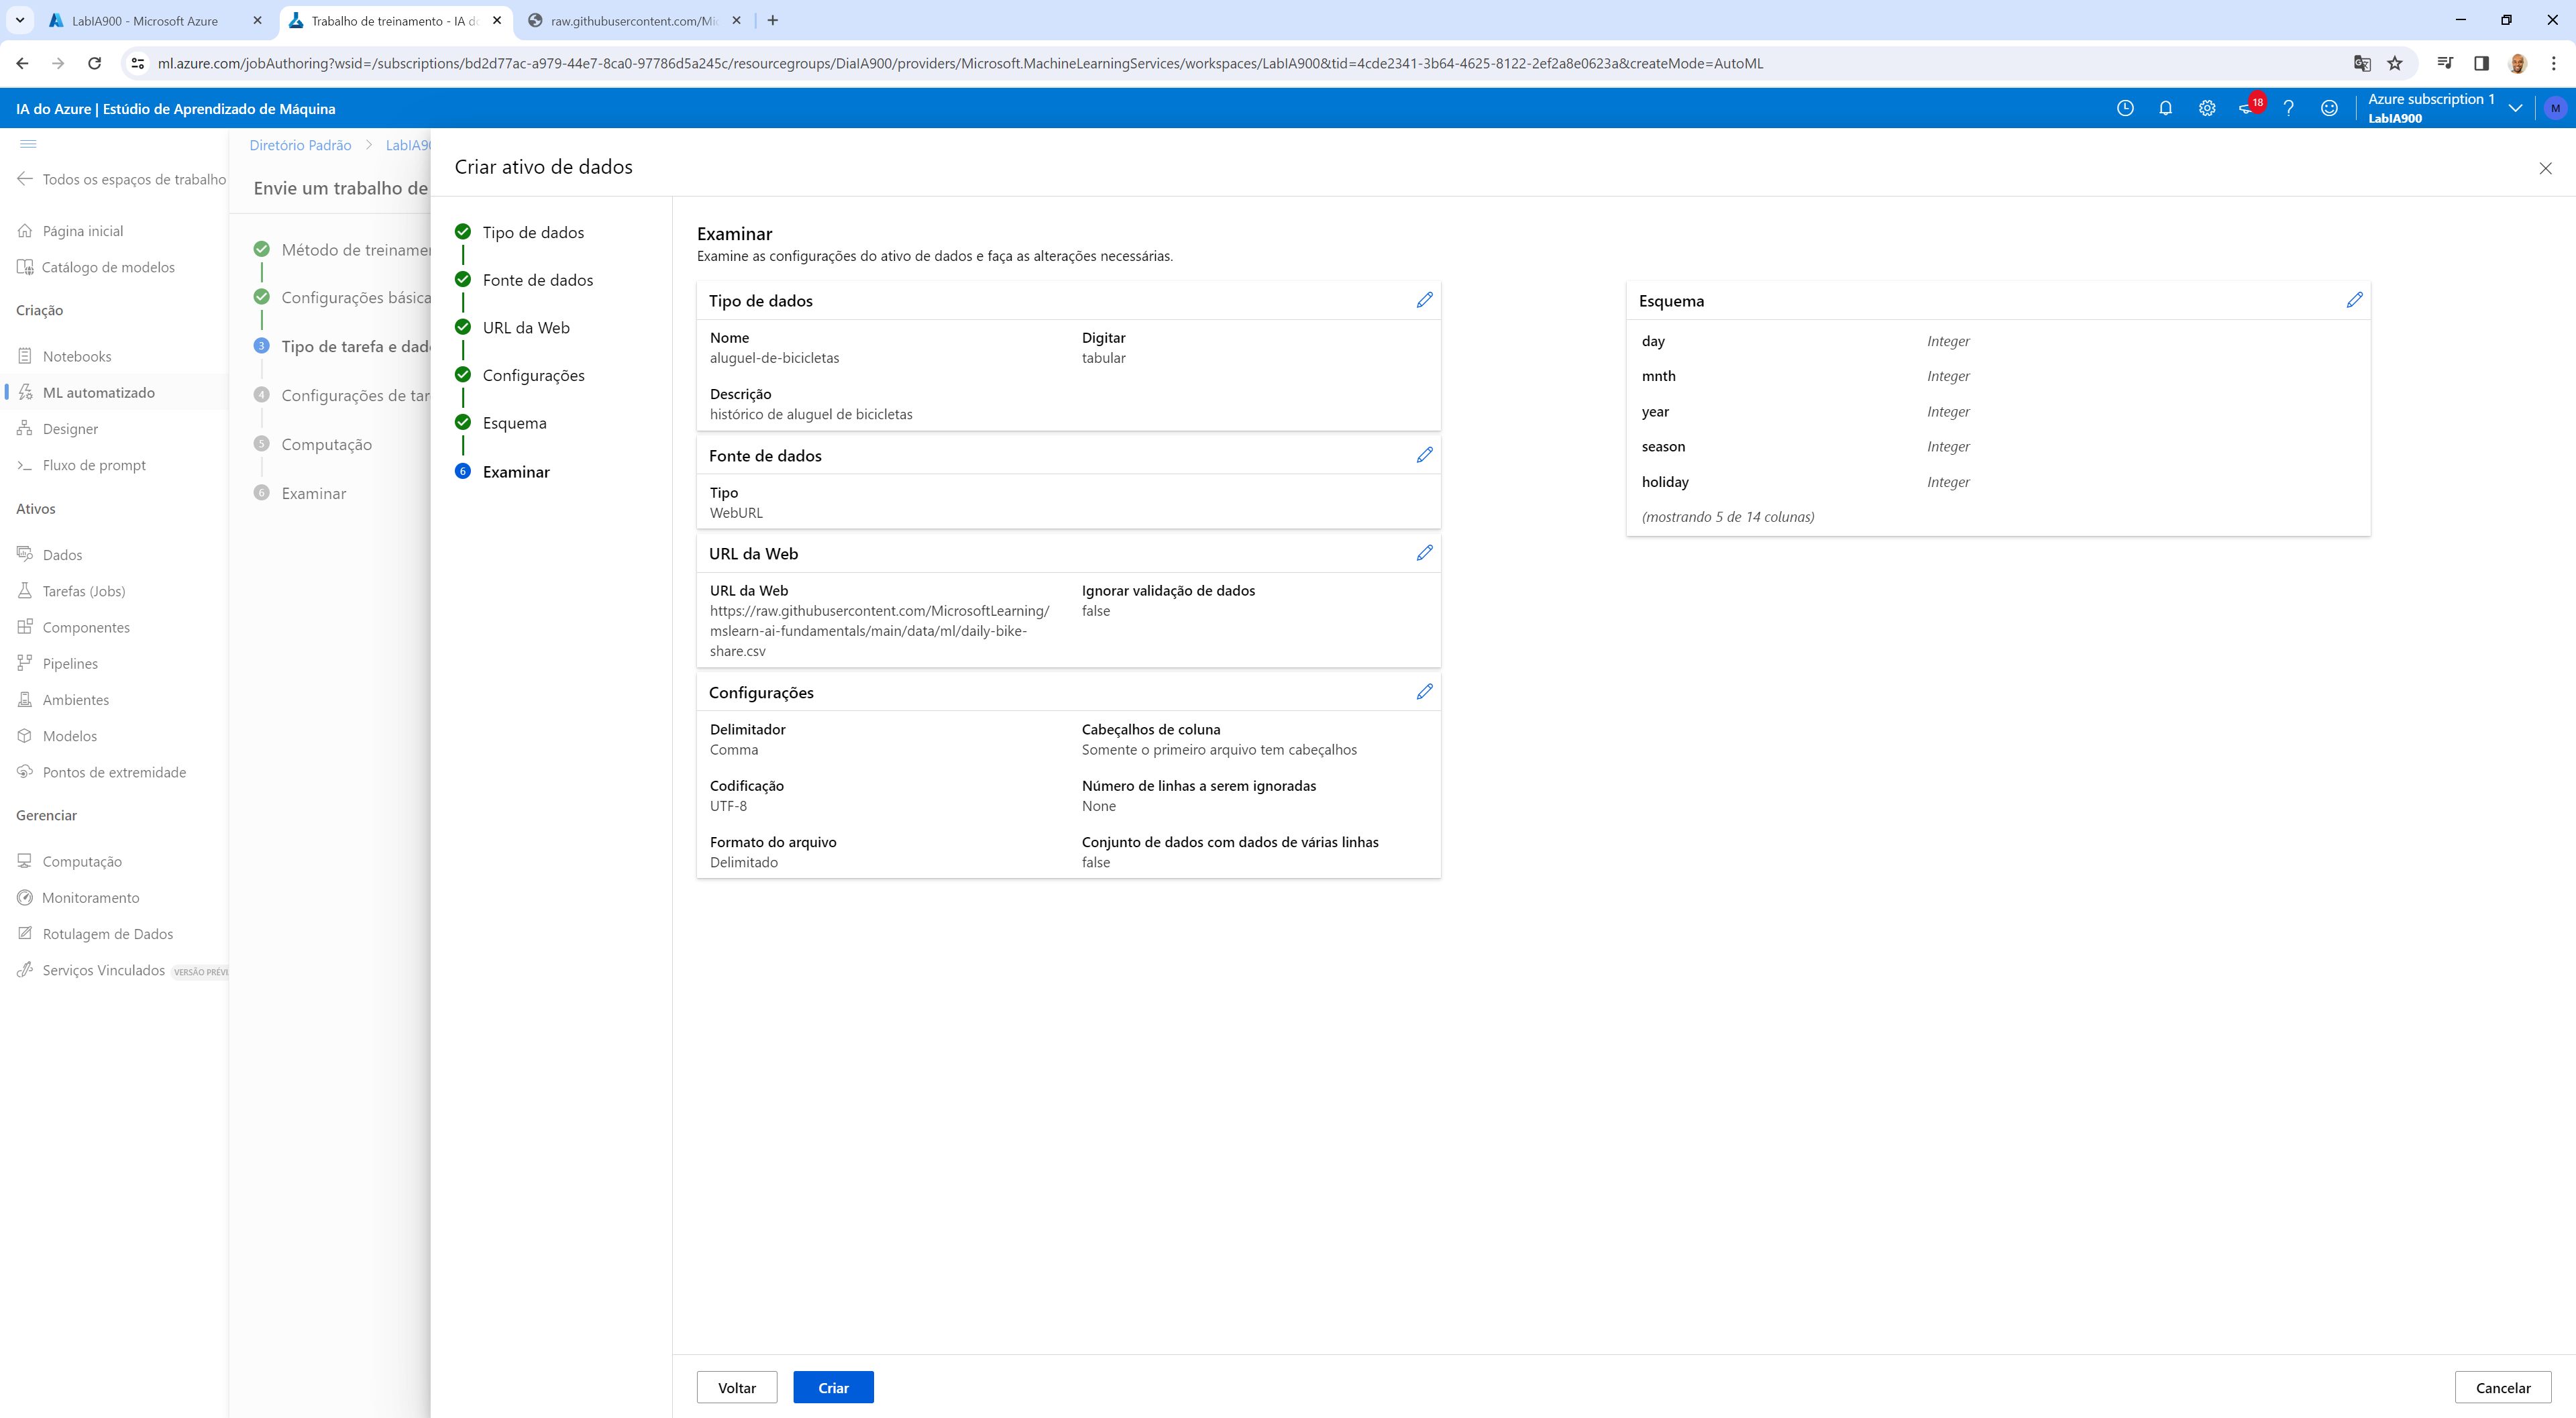 LabIA900 - Microsoft Azure
Trabalho de treinamento - IA do
raw.githubusercontent.com/Mic
ml.azure.com/jobAuthoring?wsid=/subscriptions/bd2d77ac-a979-44e7-8ca0-97786d5a245c/resourcegroups/DiaIA900/providers/Microsoft.MachineLearningServices/workspaces/LabIA900&tid=4cde2341-3b64-4625-8122-2ef2a8e0623a&createMode=AutoML
IA do Azure | Estúdio de Aprendizado de Máquina
18
Azure subscription 1
LabIA900
M
Todos os espaços de trabalho
Página inicial
Catálogo de modelos
Criação
Notebooks
ML automatizado
Designer
Fluxo de prompt
Ativos
Dados
Tarefas (Jobs)
Componentes
Pipelines
Ambientes
Modelos
Pontos de extremidade
Gerenciar
Computação
Monitoramento
Rotulagem de Dados
Serviços Vinculados VERSÃO PRÉVI
Diretório Padrão > LabIA90
Envie um trabalho de
Método de treinamen
Configurações básica
3 Tipo de tarefa e dad
4 Configurações de tar
5 Computação
6 Examinar
Criar ativo de dados
Tipo de dados
Fonte de dados
URL da Web
Configurações
Esquema
6 Examinar
Examinar
Examine as configurações do ativo de dados e faça as alterações necessárias.
Tipo de dados
Nome
aluguel-de-bicicletas
Digitar
tabular
Descrição
histórico de aluguel de bicicletas
Fonte de dados
Tipo
WebURL
URL da Web
URL da Web
https://raw.githubusercontent.com/MicrosoftLearning/
mslearn-ai-fundamentals/main/data/ml/daily-bike-
share.csv
Ignorar validação de dados
false
Configurações
Delimitador
Comma
Cabeçalhos de coluna
Somente o primeiro arquivo tem cabeçalhos
Codificação
UTF-8
Número de linhas a serem ignoradas
None
Formato do arquivo
Delimitado
Conjunto de dados com dados de várias linhas
false
Esquema
day Integer
mnth Integer
year Integer
season Integer
holiday Integer
(mostrando 5 de 14 colunas)
Voltar
Criar
Cancelar